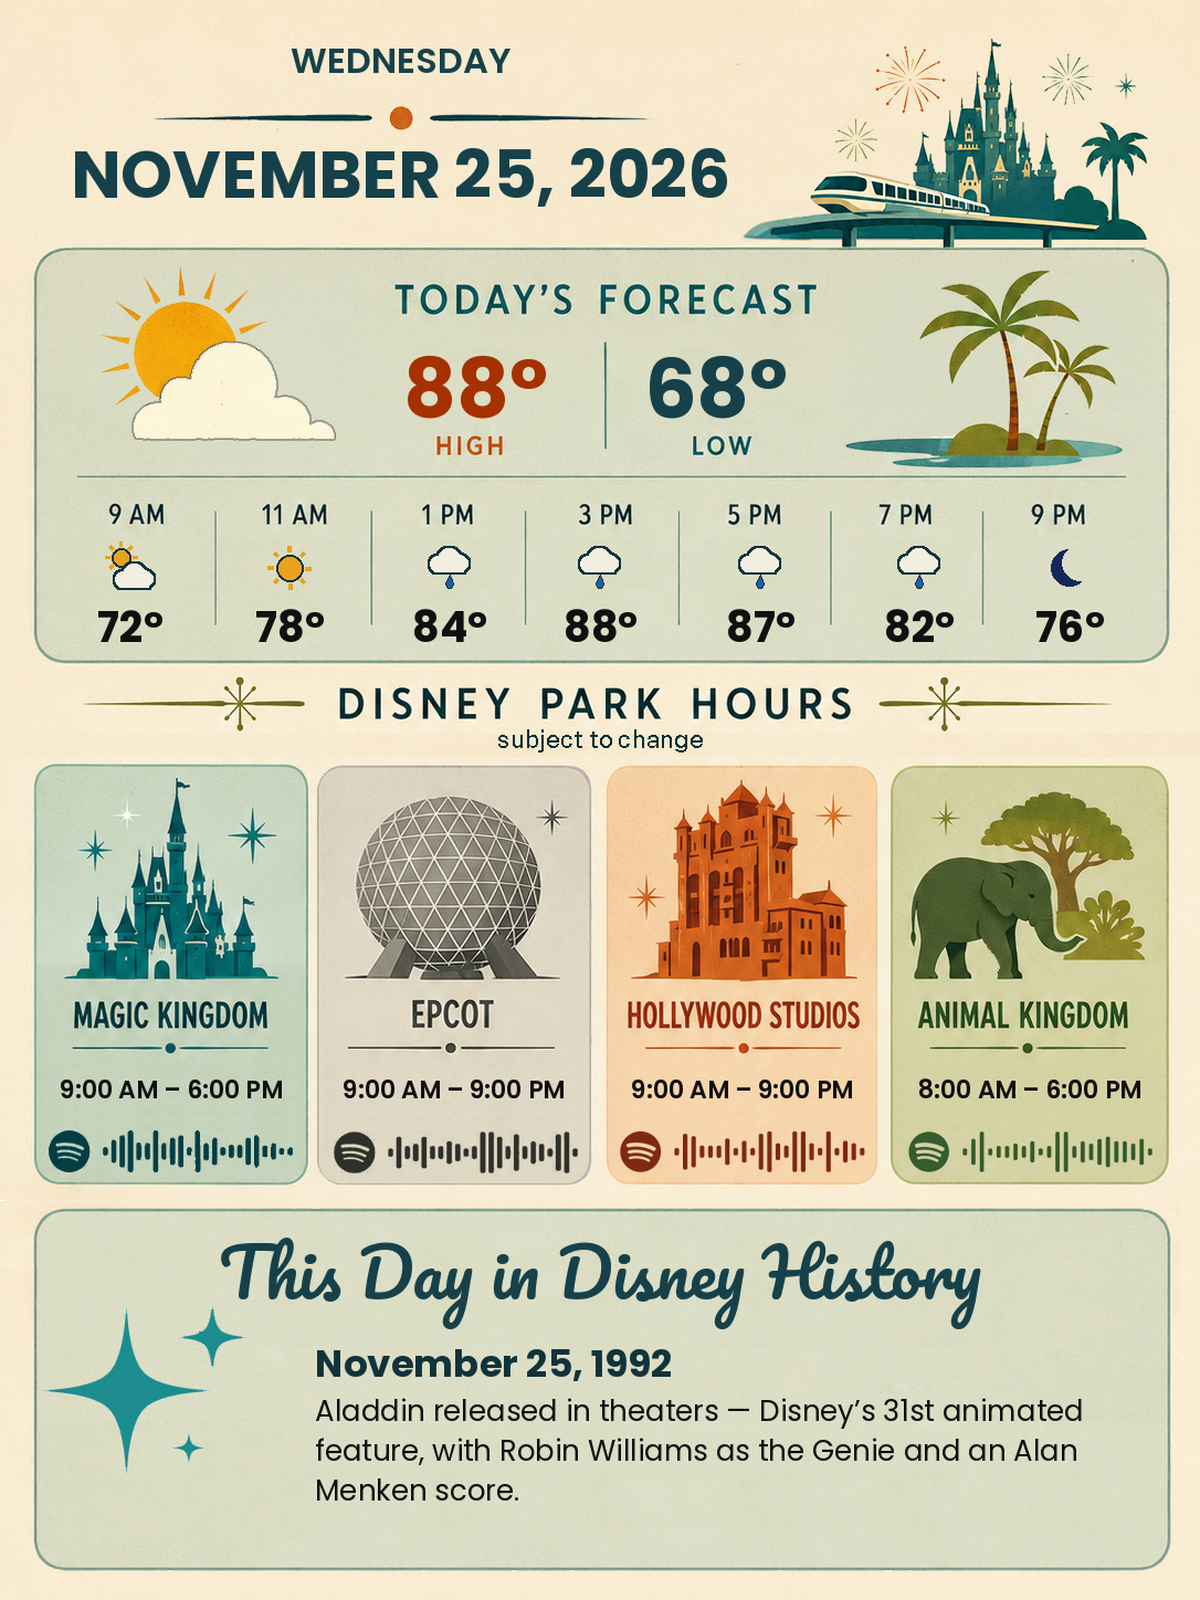 WEDNESDAY
NOVEMBER 25, 2026
TODAY'S FORECAST
88° 68°
HIGH LOW
9 AM 11 AM 1 PM 3 PM 5 PM 7 PM 9 PM
72° 78° 84° 88° 87° 82° 76°
DISNEY PARK HOURS
subject to change
MAGIC KINGDOM
9:00 AM – 6:00 PM
EPCOT
9:00 AM – 9:00 PM
HOLLYWOOD STUDIOS
9:00 AM – 9:00 PM
ANIMAL KINGDOM
8:00 AM – 6:00 PM
This Day in Disney History
November 25, 1992
Aladdin released in theaters — Disney’s 31st animated
feature, with Robin Williams as the Genie and an Alan
Menken score.